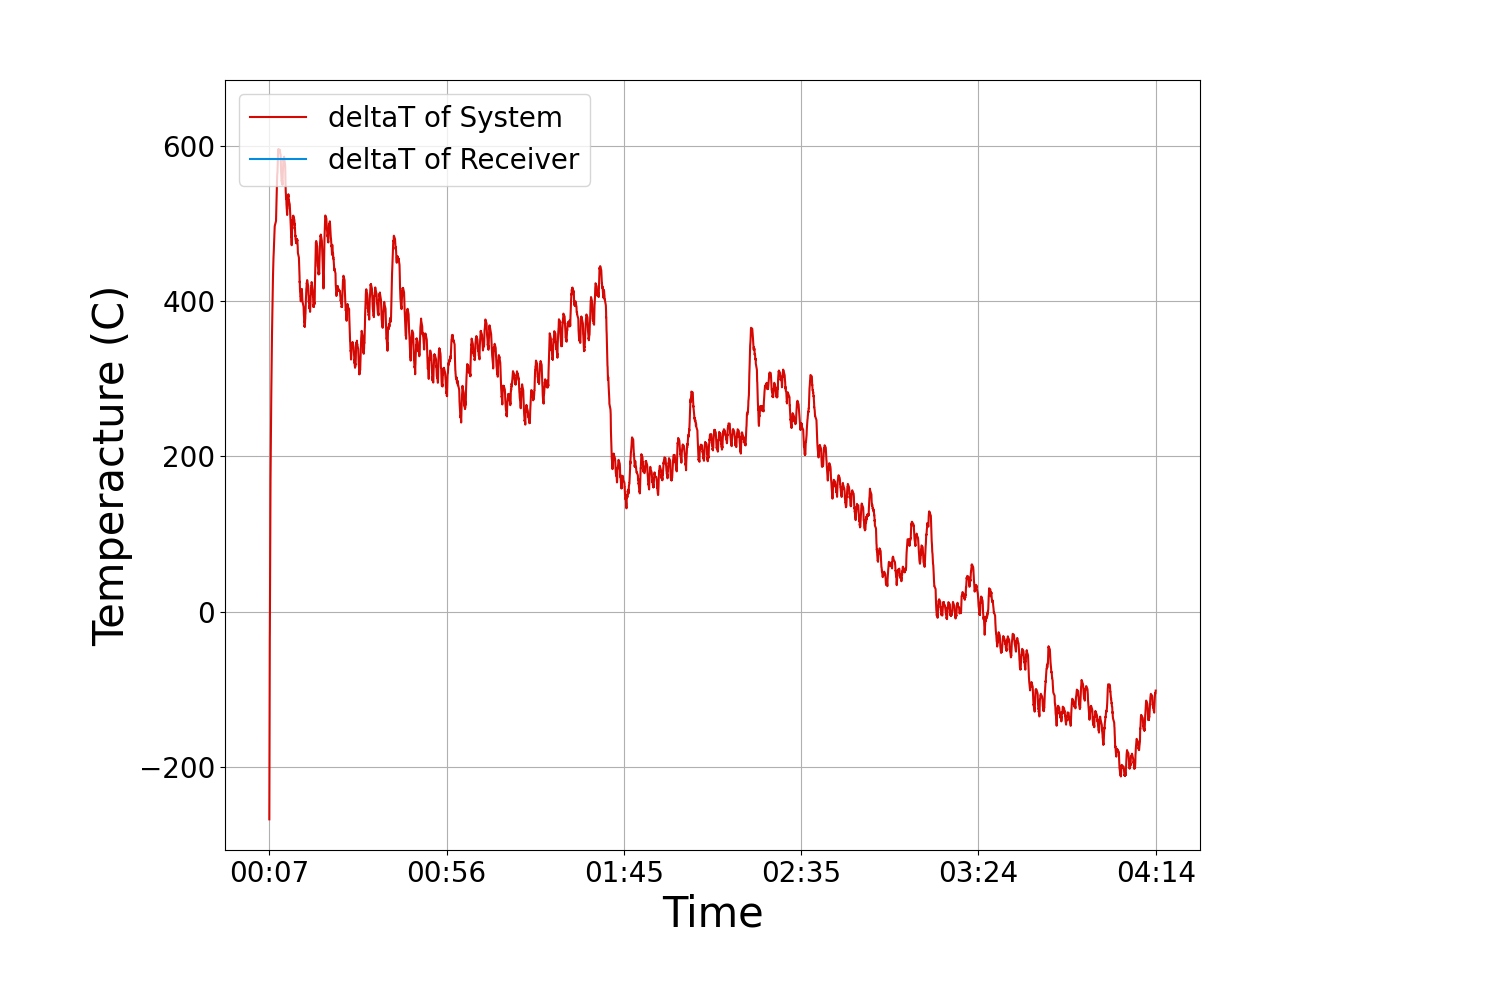 deltaT of System
deltaT of Receiver
600
400
200
0
−200
Temperacture (C)
00:07 00:56 01:45 02:35 03:24 04:14
Time